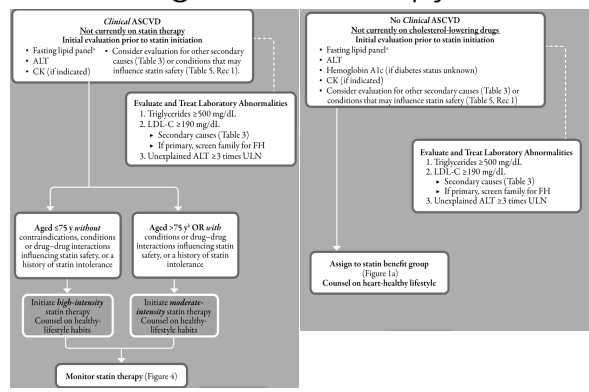 Clinical ASCVD
Not currently on statin therapy
Initial evaluation prior to statin initiation
• Fasting lipid panelª
• ALT
• CK (if indicated)
• Consider evaluation for other secondary
causes (Table 3) or conditions that may
influence statin safety (Table 5, Rec 1).
Evaluate and Treat Laboratory Abnormalities
1. Triglycerides ≥500 mg/dL
2. LDL-C ≥190 mg/dL
▸ Secondary causes (Table 3)
▸ If primary, screen family for FH
3. Unexplained ALT ≥3 times ULN
Aged ≤75 y without
contraindications, conditions
or drug–drug interactions
influencing statin safety, or a
history of statin intolerance
Aged >75 yᵇ OR with
conditions or drug–drug
interactions influencing statin
safety, or a history of statin
intolerance
Initiate high-intensity
statin therapy
Counsel on healthy-
lifestyle habits
Initiate moderate-
intensity statin therapy
Counsel on healthy-
lifestyle habits
Monitor statin therapy (Figure 4)
No Clinical ASCVD
Not currently on cholesterol-lowering drugs
Initial evaluation prior to statin initiation
• Fasting lipid panelª
• ALT
• Hemoglobin A1c (if diabetes status unknown)
• CK (if indicated)
• Consider evaluation for other secondary causes (Table 3) or
conditions that may influence statin safety (Table 5, Rec 1)
Evaluate and Treat Laboratory Abnormalities
1. Triglycerides ≥500 mg/dL
2. LDL-C ≥190 mg/dL
▸ Secondary causes (Table 3)
▸ If primary, screen family for FH
3. Unexplained ALT ≥3 times ULN
Assign to statin benefit group
(Figure 1a)
Counsel on heart-healthy lifestyle